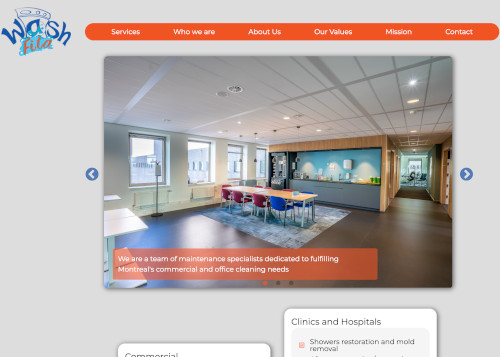 Wash
fita
Services
Who we are
About Us
Our Values
Mission
Contact
We are a team of maintenance specialists dedicated to fulfilling
Montreal's commercial and office cleaning needs
Clinics and Hospitals
Showers restoration and mold
removal
Commercial